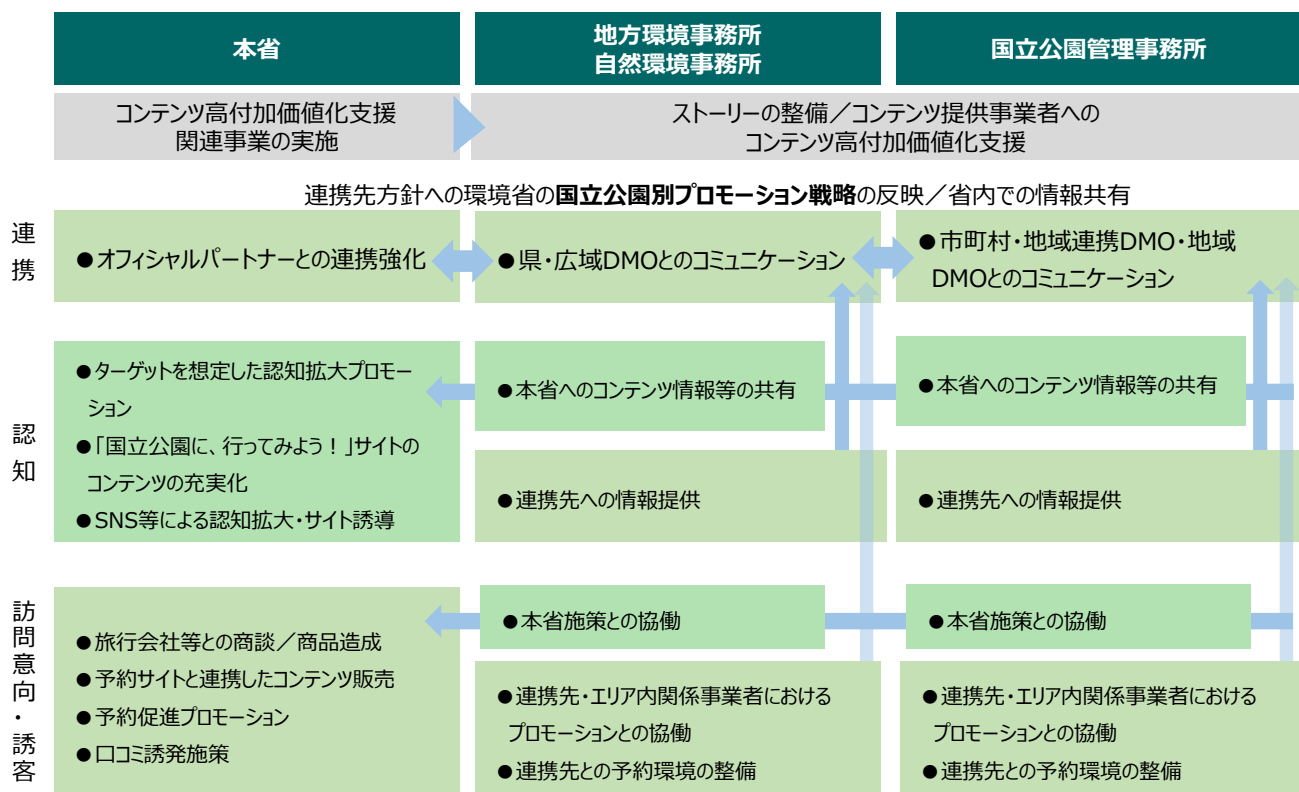 本省
地方環境事務所
自然環境事務所
国立公園管理事務所
コンテンツ高付加価値化支援
関連事業の実施
ストーリーの整備／コンテンツ提供事業者への
コンテンツ高付加価値化支援
連携先方針への環境省の国立公園別プロモーション戦略の反映／省内での情報共有
連携
●オフィシャルパートナーとの連携強化
●県・広域DMOとのコミュニケーション
●市町村・地域連携DMO・地域
DMOとのコミュニケーション
認知
●ターゲットを想定した認知拡大プロモー
ション
●「国立公園に、行ってみよう！」サイトの
コンテンツの充実化
●SNS等による認知拡大・サイト誘導
●本省へのコンテンツ情報等の共有
●本省へのコンテンツ情報等の共有
●連携先への情報提供
●連携先への情報提供
訪問意向・誘客
●旅行会社等との商談／商品造成
●予約サイトと連携したコンテンツ販売
●予約促進プロモーション
●口コミ誘発施策
●本省施策との協働
●本省施策との協働
●連携先・エリア内関係事業者における
プロモーションとの協働
●連携先との予約環境の整備
●連携先・エリア内関係事業者における
プロモーションとの協働
●連携先との予約環境の整備